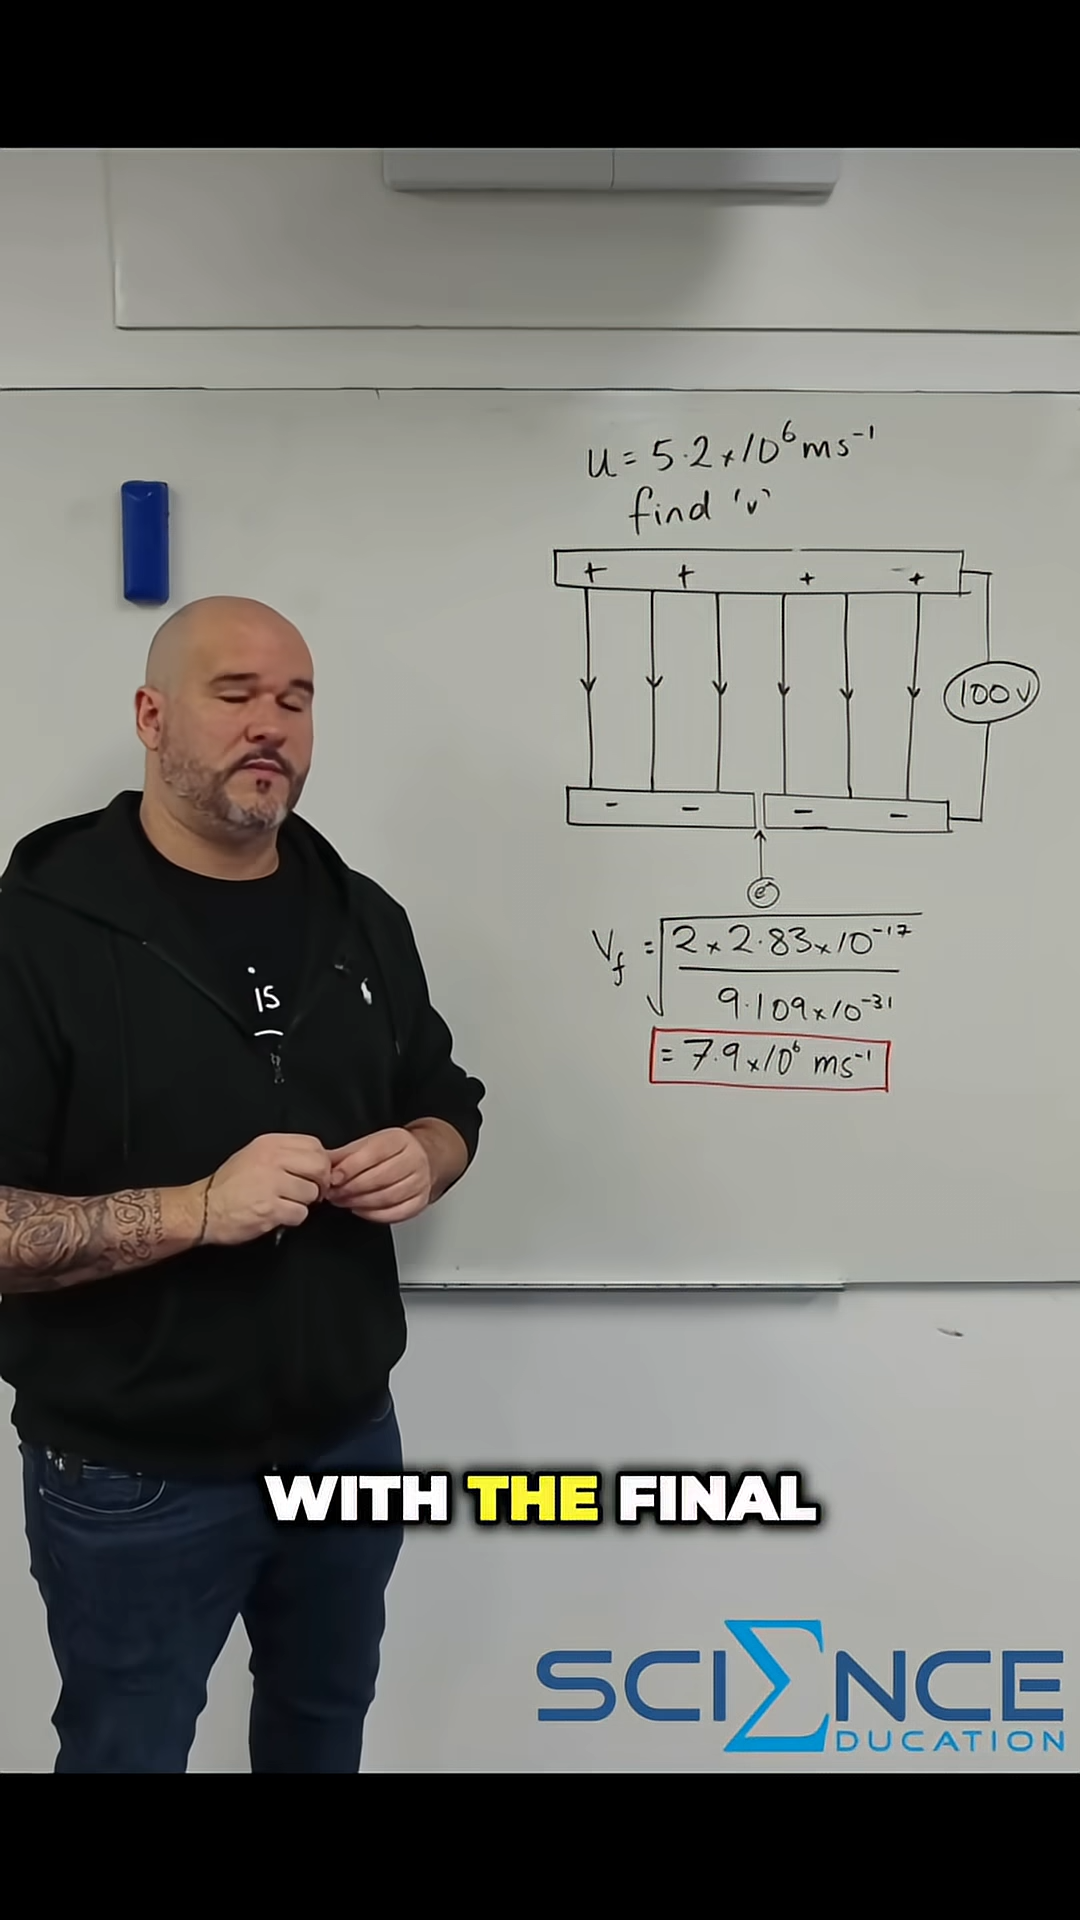 u = 5.2 x 10⁶ ms⁻¹
find 'v'
+ + + - +
100V
- - - -
e⁻
V_f = √(2 x 2.83 x 10⁻¹⁷ / 9.109 x 10⁻³¹)
= 7.9 x 10⁶ ms⁻¹
is
WITH THE FINAL
SCIΣNCE
DUCATION